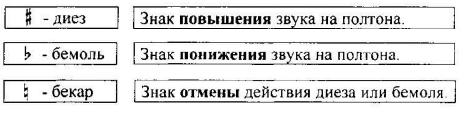 ♯ - диез Знак повышения звука на полтона.
♭ - бемоль Знак понижения звука на полтона.
♮ - бекар Знак отмены действия диеза или бемоля.